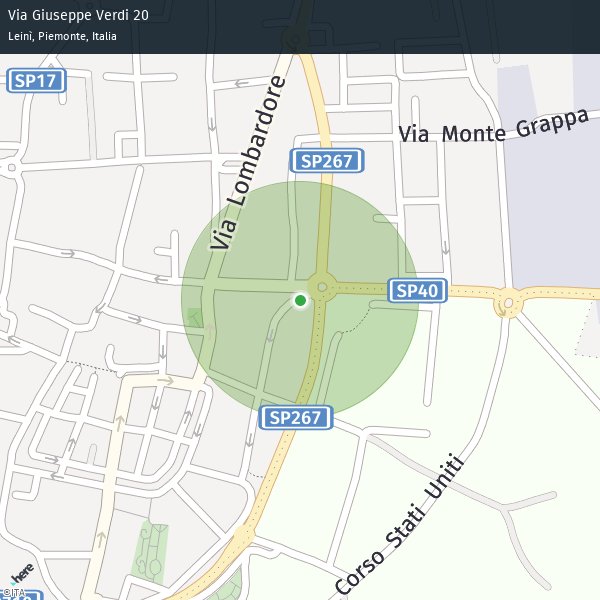 Via Giuseppe Verdi 20
Leini, Piemonte, Italia
SP17
Via Lombardore
Via Monte Grappa
SP267
SP40
SP267
Corso Stati Uniti
here
©ITA